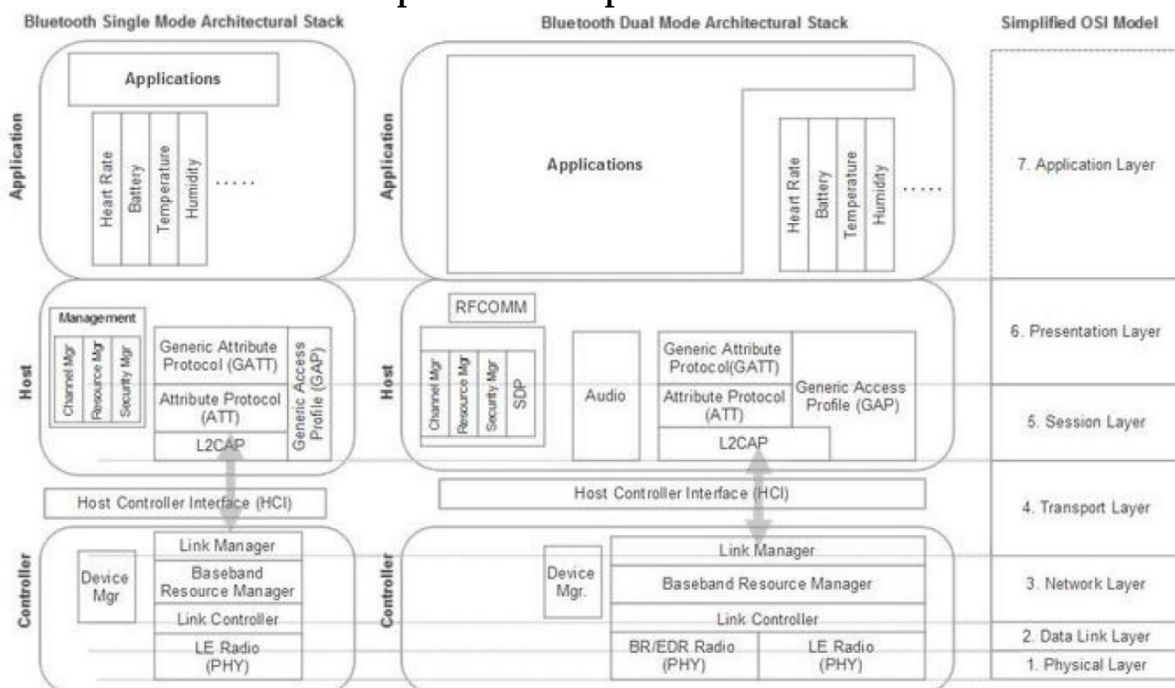 Bluetooth Single Mode Architectural Stack
Bluetooth Dual Mode Architectural Stack
Simplified OSI Model
Application
Applications
Heart Rate
Battery
Temperature
Humidity
.....
Application
Applications
Heart Rate
Battery
Temperature
Humidity
.....
7. Application Layer
Host
Management
Channel Mgr
Resource Mgr
Security Mgr
Generic Attribute
Protocol (GATT)
Attribute Protocol
(ATT)
L2CAP
Generic Access
Profile (GAP)
Host
RFCOMM
Channel Mgr
Resource Mgr
Security Mgr
SDP
Audio
Generic Attribute
Protocol(GATT)
Attribute Protocol
(ATT)
L2CAP
Generic Access
Profile (GAP)
6. Presentation Layer
5. Session Layer
Host Controller Interface (HCI)
Host Controller Interface (HCI)
4. Transport Layer
Controller
Device
Mgr
Link Manager
Baseband
Resource Manager
Link Controller
LE Radio
(PHY)
Controller
Device
Mgr.
Link Manager
Baseband Resource Manager
Link Controller
BR/EDR Radio
(PHY)
LE Radio
(PHY)
3. Network Layer
2. Data Link Layer
1. Physical Layer